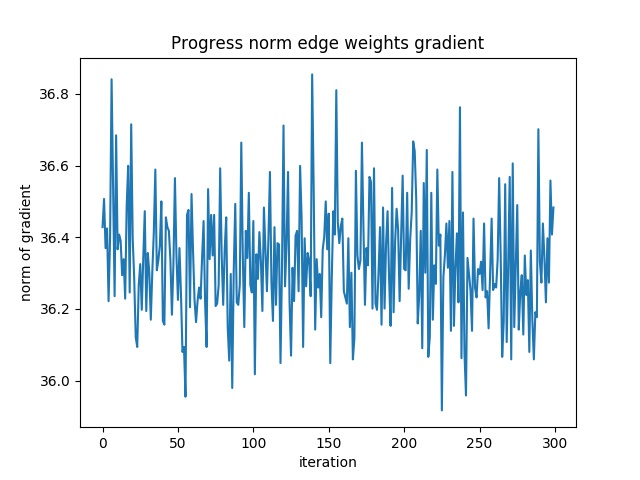 Progress norm edge weights gradient
36.8
36.6
36.4
36.2
36.0
norm of gradient
0 50 100 150 200 250 300
iteration